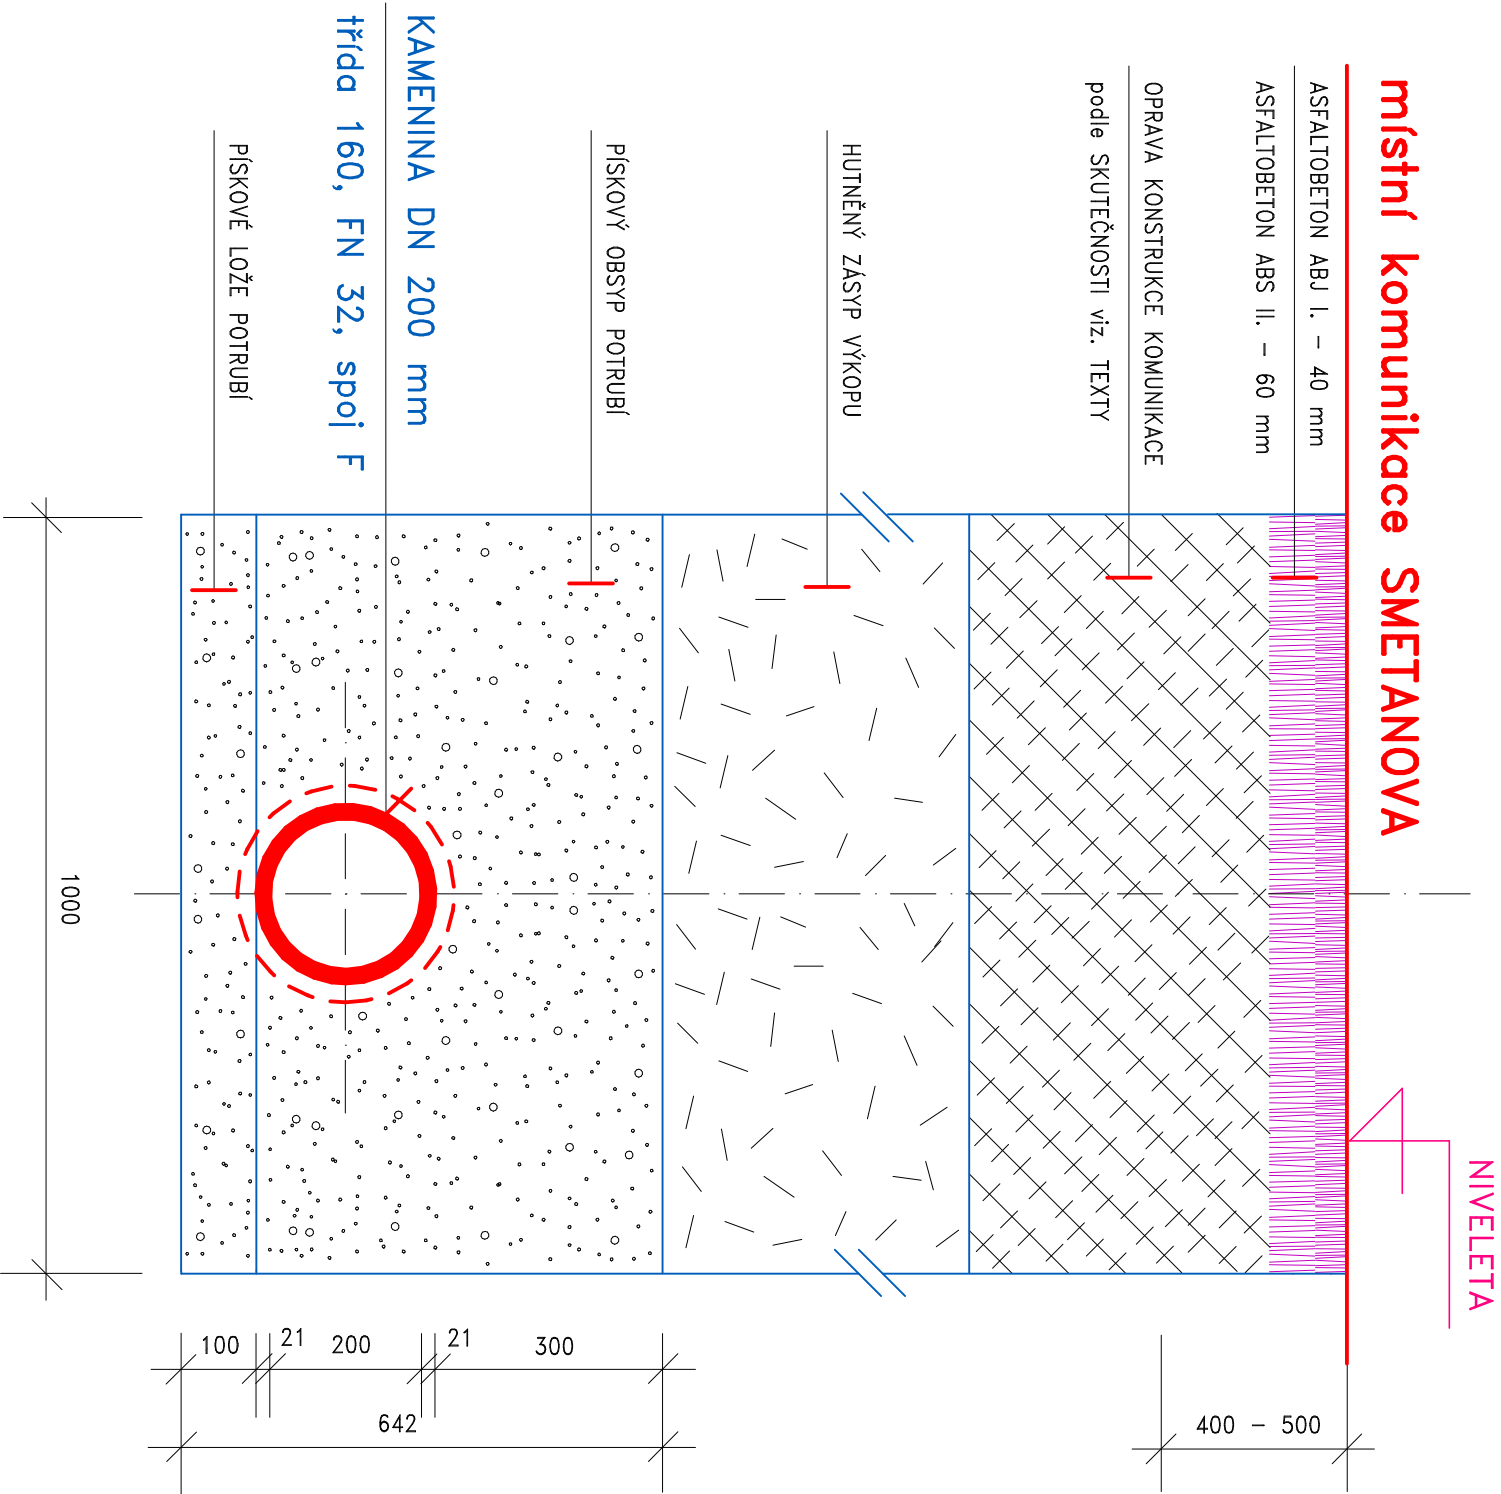 místní komunikace SMETANOVA
NIVELETA
ASFALTOBETON ABJ I. – 40 mm
ASFALTOBETON ABS II. – 60 mm
OPRAVA KONSTRUKCE KOMUNIKACE
podle SKUTEČNOSTI viz. TEXTY
HUTNĚNÝ ZÁSYP VÝKOPU
PÍSKOVÝ OBSYP POTRUBÍ
KAMENINA DN 200 mm
třída 160, FN 32, spoj F
PÍSKOVÉ LOŽE POTRUBÍ
400 – 500
300
21
200
21
100
642
1000